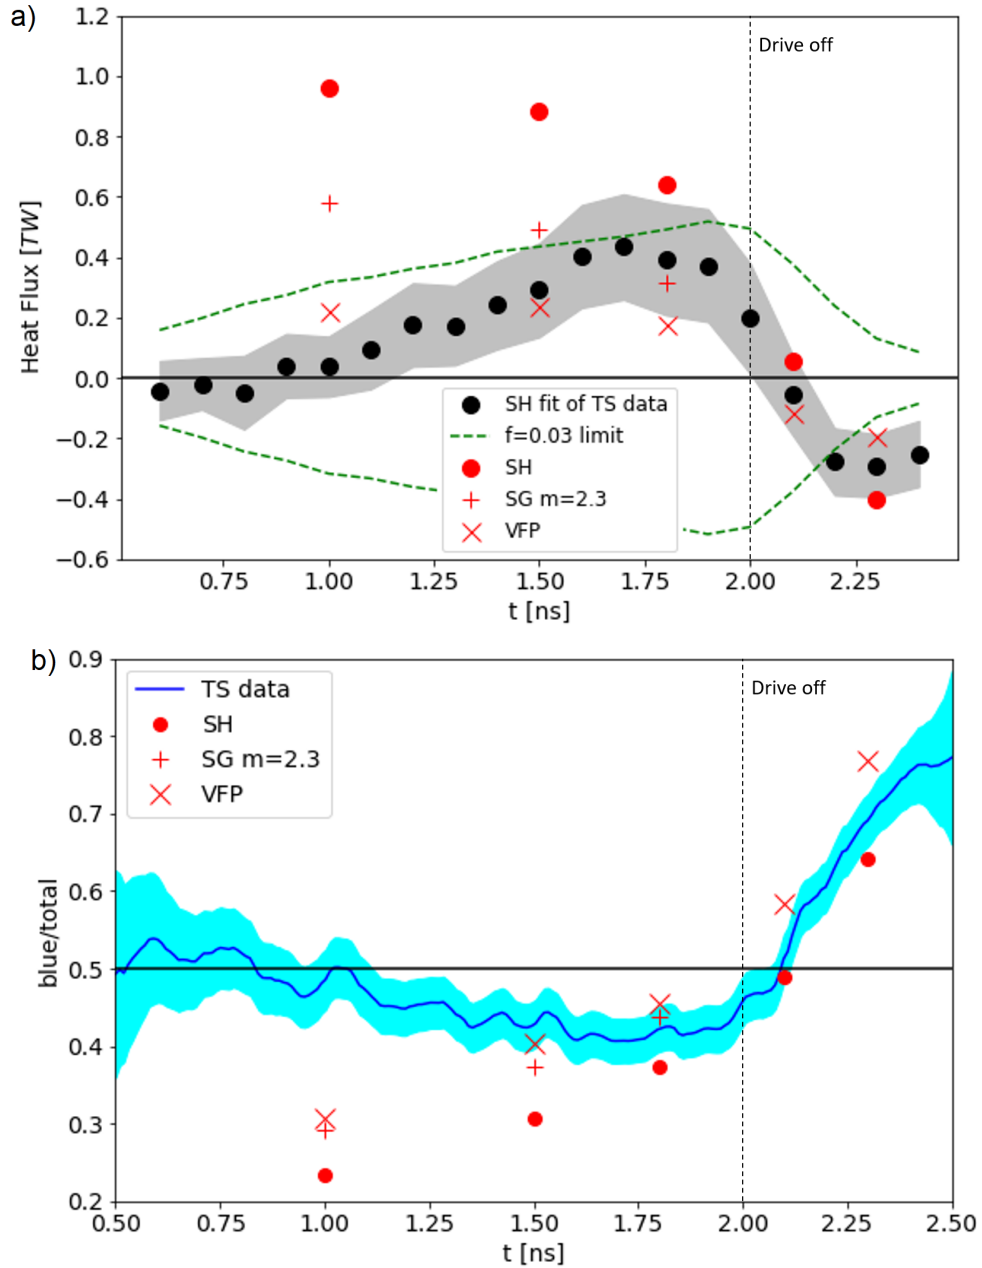 a)
1.2
1.0
0.8
0.6
0.4
0.2
0.0
−0.2
−0.4
−0.6
Heat Flux [TW]
Drive off
SH fit of TS data
f=0.03 limit
SH
SG m=2.3
VFP
0.75 1.00 1.25 1.50 1.75 2.00 2.25
t [ns]
b)
0.9
0.8
0.7
0.6
0.5
0.4
0.3
0.2
blue/total
TS data
SH
SG m=2.3
VFP
Drive off
0.50 0.75 1.00 1.25 1.50 1.75 2.00 2.25 2.50
t [ns]